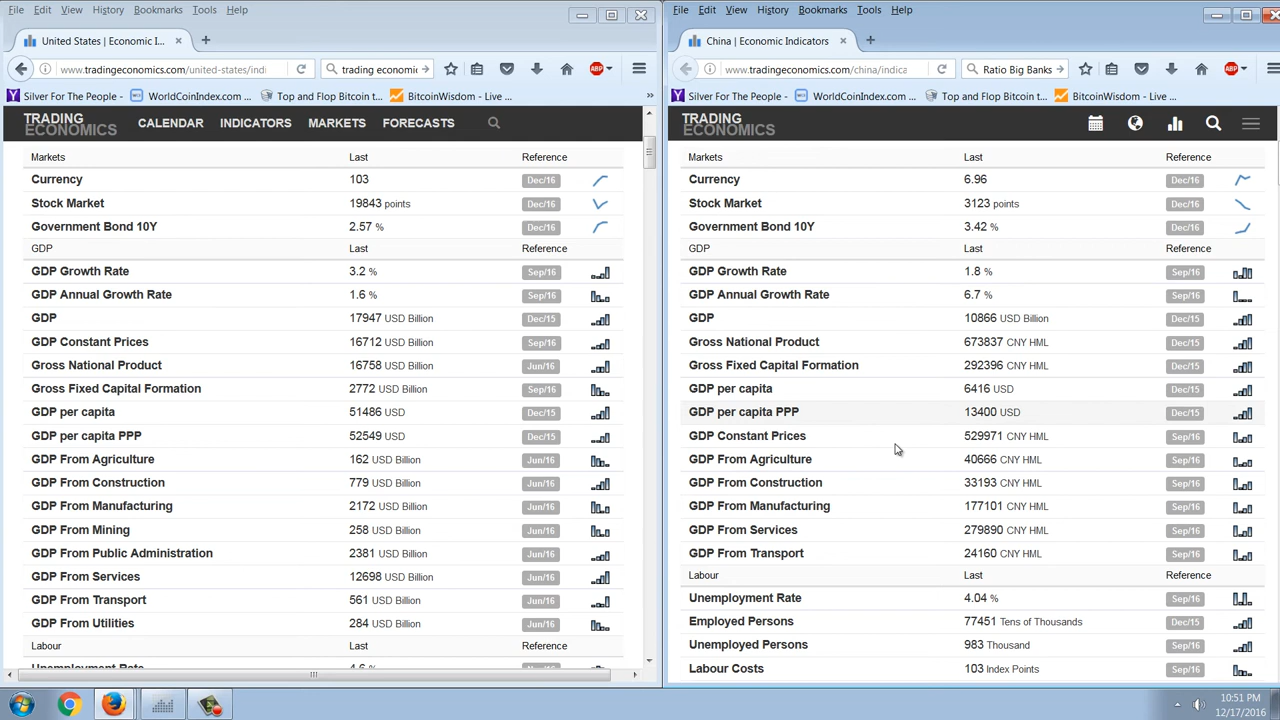 File Edit View History Bookmarks Tools Help
United States | Economic I...
www.tradingeconomics.com/united-states/indi
trading economic
Silver For The People - WorldCoinIndex.com ... Top and Flop Bitcoin t... BitcoinWisdom - Live ...
TRADING ECONOMICS CALENDAR INDICATORS MARKETS FORECASTS
Markets Last Reference
Currency 103 Dec/16
Stock Market 19843 points Dec/16
Government Bond 10Y 2.57 % Dec/16
GDP Last Reference
GDP Growth Rate 3.2 % Sep/16
GDP Annual Growth Rate 1.6 % Sep/16
GDP 17947 USD Billion Dec/15
GDP Constant Prices 16712 USD Billion Sep/16
Gross National Product 16758 USD Billion Jun/16
Gross Fixed Capital Formation 2772 USD Billion Sep/16
GDP per capita 51486 USD Dec/15
GDP per capita PPP 52549 USD Dec/15
GDP From Agriculture 162 USD Billion Jun/16
GDP From Construction 779 USD Billion Jun/16
GDP From Manufacturing 2172 USD Billion Jun/16
GDP From Mining 258 USD Billion Jun/16
GDP From Public Administration 2381 USD Billion Jun/16
GDP From Services 12698 USD Billion Jun/16
GDP From Transport 561 USD Billion Jun/16
GDP From Utilities 284 USD Billion Jun/16
Labour Last Reference
Unemployment Rate 4.6 % Nov/16
File Edit View History Bookmarks Tools Help
China | Economic Indicators
www.tradingeconomics.com/china/indica
Ratio Big Banks
ABP
Silver For The People - WorldCoinIndex.com ... Top and Flop Bitcoin t... BitcoinWisdom - Live ...
TRADING ECONOMICS
Markets Last Reference
Currency 6.96 Dec/16
Stock Market 3123 points Dec/16
Government Bond 10Y 3.42 % Dec/16
GDP Last Reference
GDP Growth Rate 1.8 % Sep/16
GDP Annual Growth Rate 6.7 % Sep/16
GDP 10866 USD Billion Dec/15
Gross National Product 673837 CNY HML Dec/15
Gross Fixed Capital Formation 292396 CNY HML Dec/15
GDP per capita 6416 USD Dec/15
GDP per capita PPP 13400 USD Dec/15
GDP Constant Prices 529971 CNY HML Sep/16
GDP From Agriculture 40666 CNY HML Sep/16
GDP From Construction 33193 CNY HML Sep/16
GDP From Manufacturing 177101 CNY HML Sep/16
GDP From Services 279890 CNY HML Sep/16
GDP From Transport 24160 CNY HML Sep/16
Labour Last Reference
Unemployment Rate 4.04 % Sep/16
Employed Persons 77451 Tens of Thousands Dec/15
Unemployed Persons 983 Thousand Sep/16
Labour Costs 103 Index Points Sep/16
10:51 PM
12/17/2016